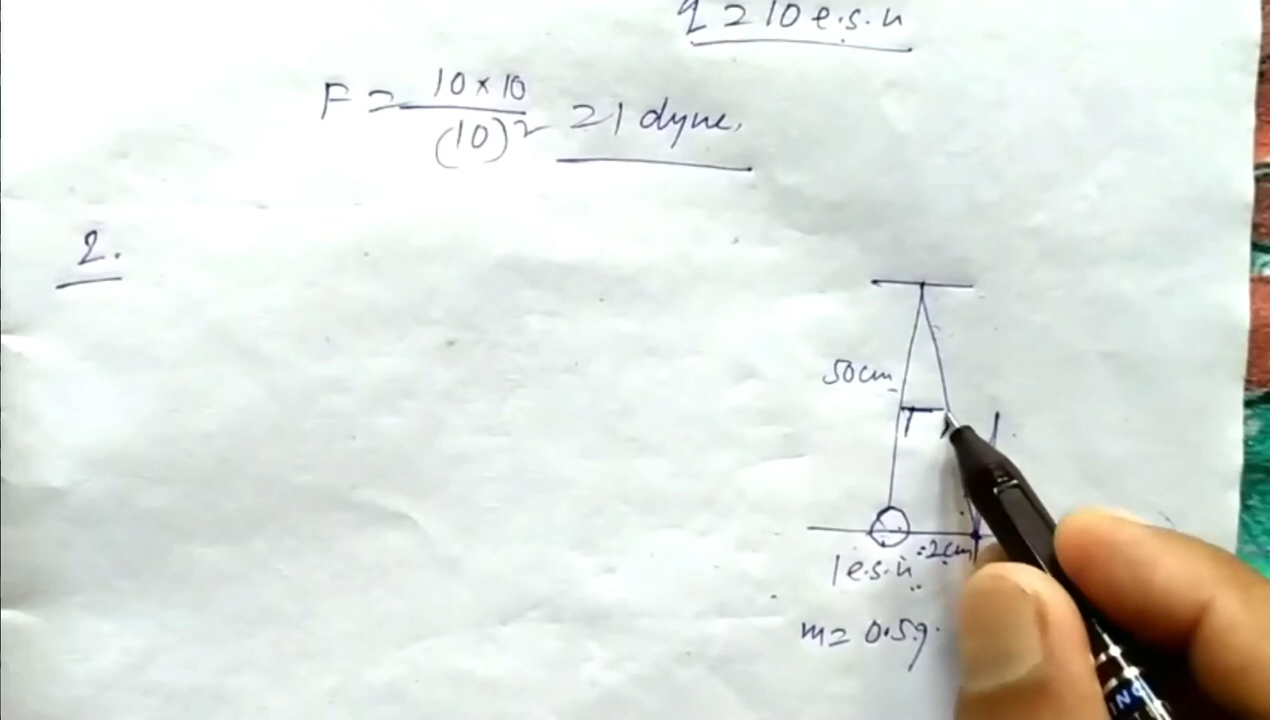 q = 10 e.s.u
F = 10 × 10 / (10)² = 1 dyne.
2.
50cm
2cm
1 e.s.u
m = 0.5g.